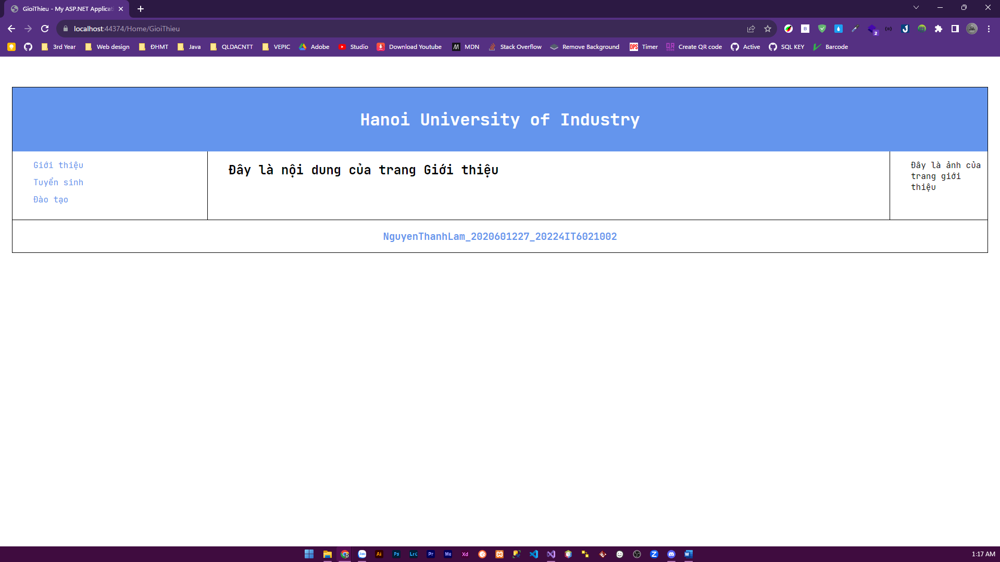 GioiThieu - My ASP.NET Applicati
localhost:44374/Home/GioiThieu
3rd Year
Web design
ĐHMT
Java
QLDACNTT
VEPIC
Adobe
Studio
Download Youtube
MDN
Stack Overflow
Remove Background
Timer
Create QR code
Active
SQL KEY
Barcode
Hanoi University of Industry
Giới thiệu
Tuyển sinh
Đào tạo
Đây là nội dung của trang Giới thiệu
Đây là ảnh của
trang giới
thiệu
NguyenThanhLam_2020601227_20224IT6021002
1:17 AM